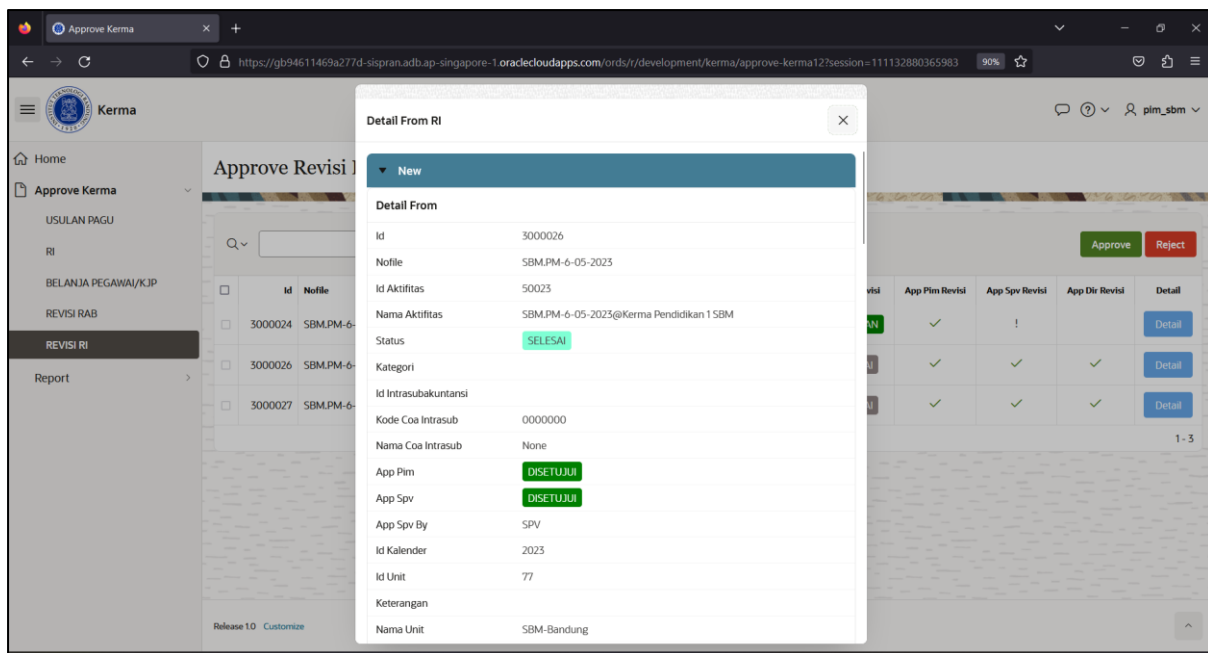 Approve Kerma
https://gb94611469a277d-sispran.adb.ap-singapore-1.oraclecloudapps.com/ords/r/development/kerma/approve-kerma12?session=111132880365983 90%
Kerma
pim_sbm
Home
Approve Kerma
USULAN PAGU
RI
BELANJA PEGAWAI/KJP
REVISI RAB
REVISI RI
Report
Approve Revisi
Approve Reject
Id Nofile App Pim Revisi App Spv Revisi App Dir Revisi Detail
3000024 SBM.PM-6- ! Detail
3000026 SBM.PM-6- Detail
3000027 SBM.PM-6- Detail
1 - 3
Release 1.0 Customize
Detail From RI
New
Detail From
Id 3000026
Nofile SBM.PM-6-05-2023
Id Aktifitas 50023
Nama Aktifitas SBM.PM-6-05-2023@Kerma Pendidikan 1 SBM
Status SELESAI
Kategori
Id Intrasubakuntansi
Kode Coa Intrasub 0000000
Nama Coa Intrasub None
App Pim DISETUJUI
App Spv DISETUJUI
App Spv By SPV
Id Kalender 2023
Id Unit 77
Keterangan
Nama Unit SBM-Bandung